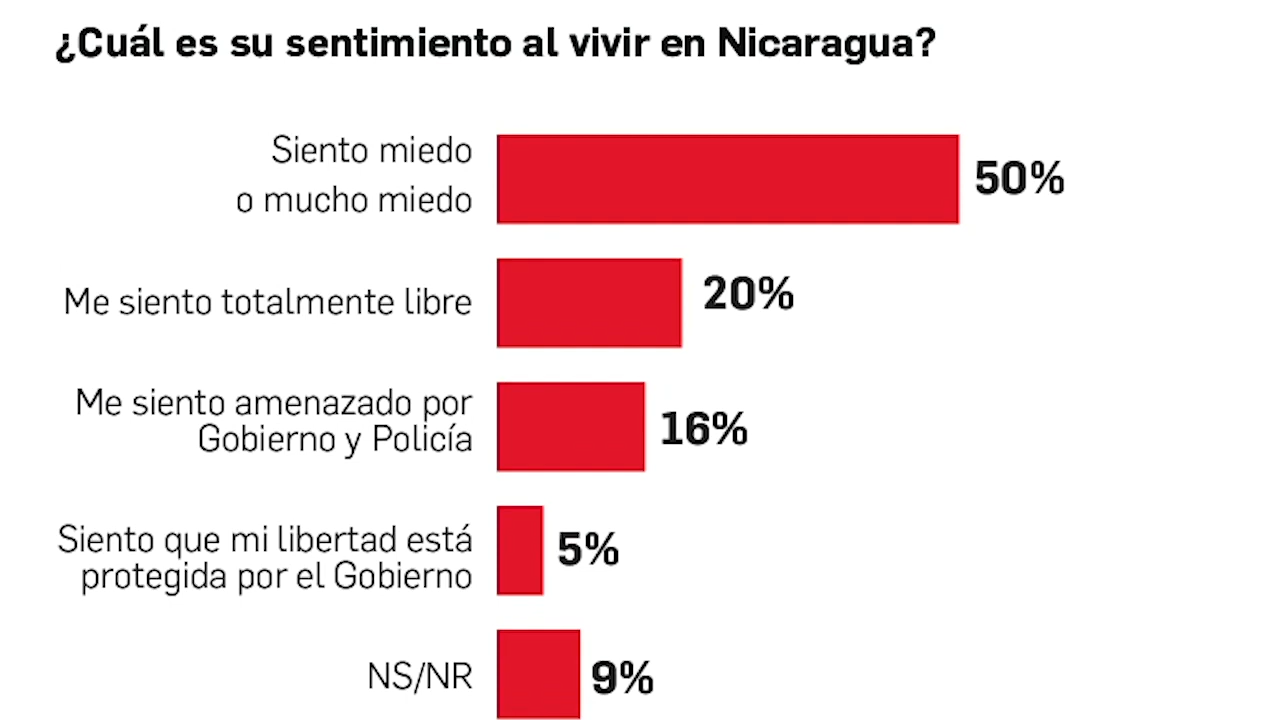 ¿Cuál es su sentimiento al vivir en Nicaragua?
Siento miedo
o mucho miedo
50%
Me siento totalmente libre
20%
Me siento amenazado por
Gobierno y Policía
16%
Siento que mi libertad está
protegida por el Gobierno
5%
NS/NR
9%